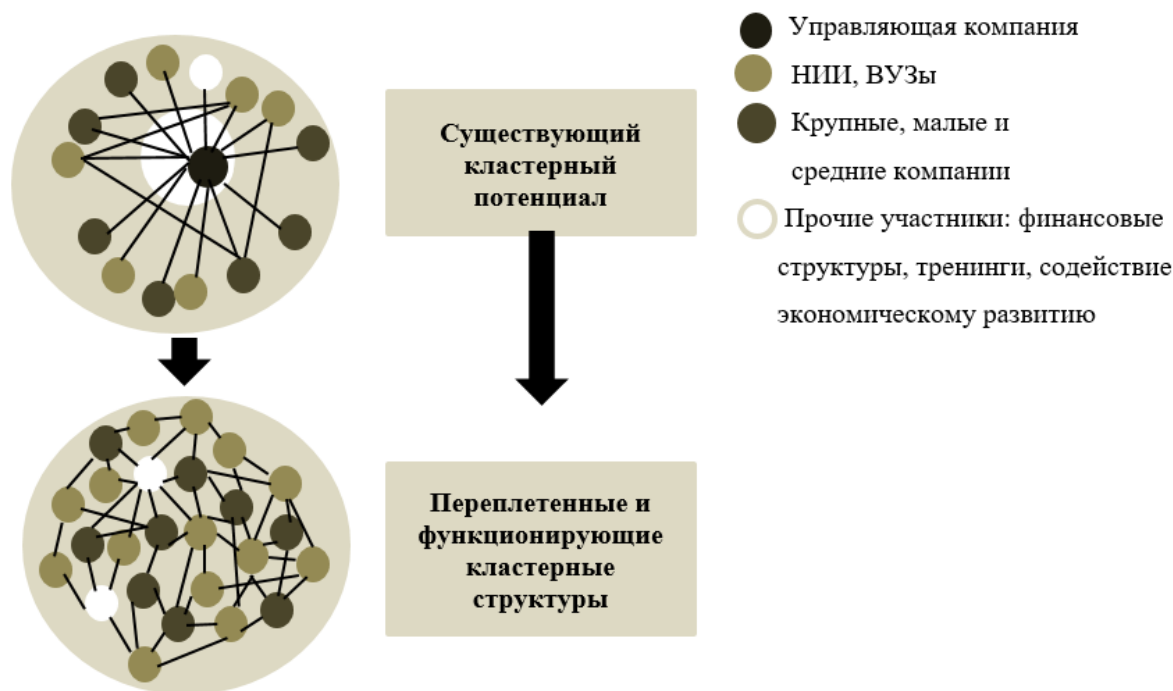 Управляющая компания
НИИ, ВУЗы
Крупные, малые и
средние компании
Прочие участники: финансовые
структуры, тренинги, содействие
экономическому развитию
Существующий
кластерный
потенциал
Переплетенные и
функционирующие
кластерные
структуры